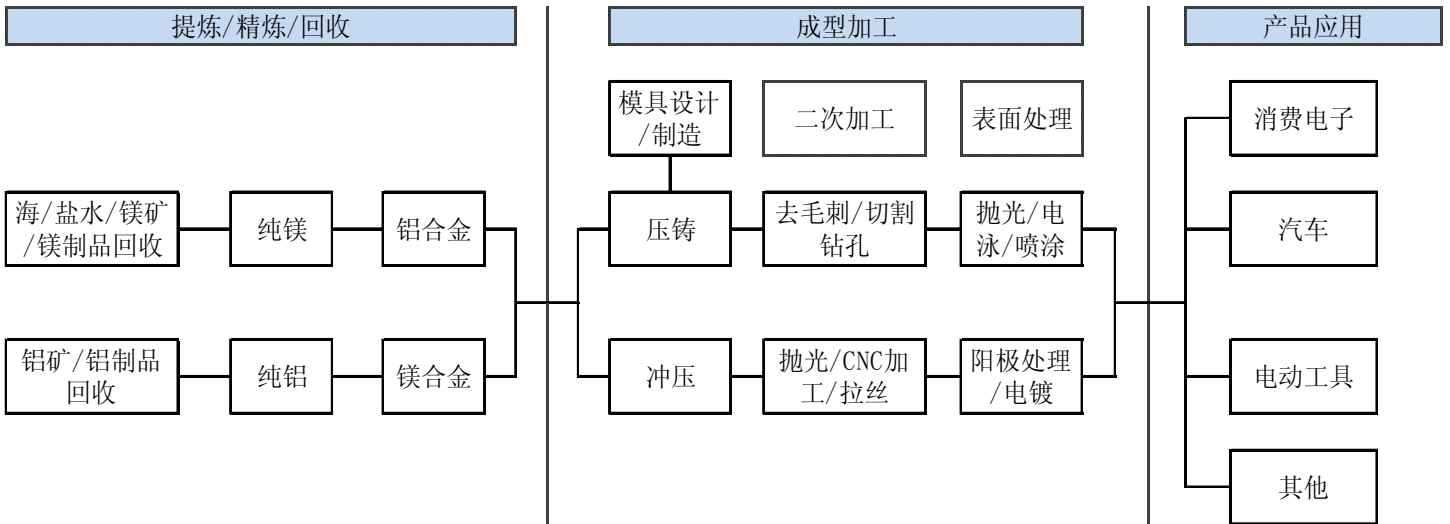 提炼/精炼/回收
成型加工
产品应用
模具设计
/制造
二次加工
表面处理
消费电子
海/盐水/镁矿
/镁制品回收
纯镁
铝合金
压铸
去毛刺/切割
钻孔
抛光/电
泳/喷涂
汽车
铝矿/铝制品
回收
纯铝
镁合金
冲压
抛光/CNC加
工/拉丝
阳极处理
/电镀
电动工具
其他